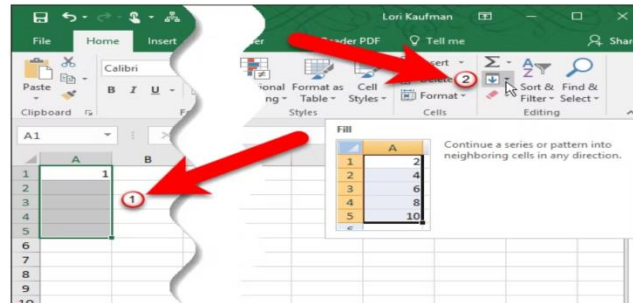 Lori Kaufman
File Home Insert Reader PDF Tell me Share
Calibri
Paste B I U Format as Cell Format Sort & Find &
Table Styles Filter Select
Clipboard Styles Cells Editing
A1
Fill
Continue a series or pattern into
neighboring cells in any direction.
A
1 2
2 4
3 6
4 8
5 10
A B
1 1
2
3
4
5
6
7
8
9
10
1
2